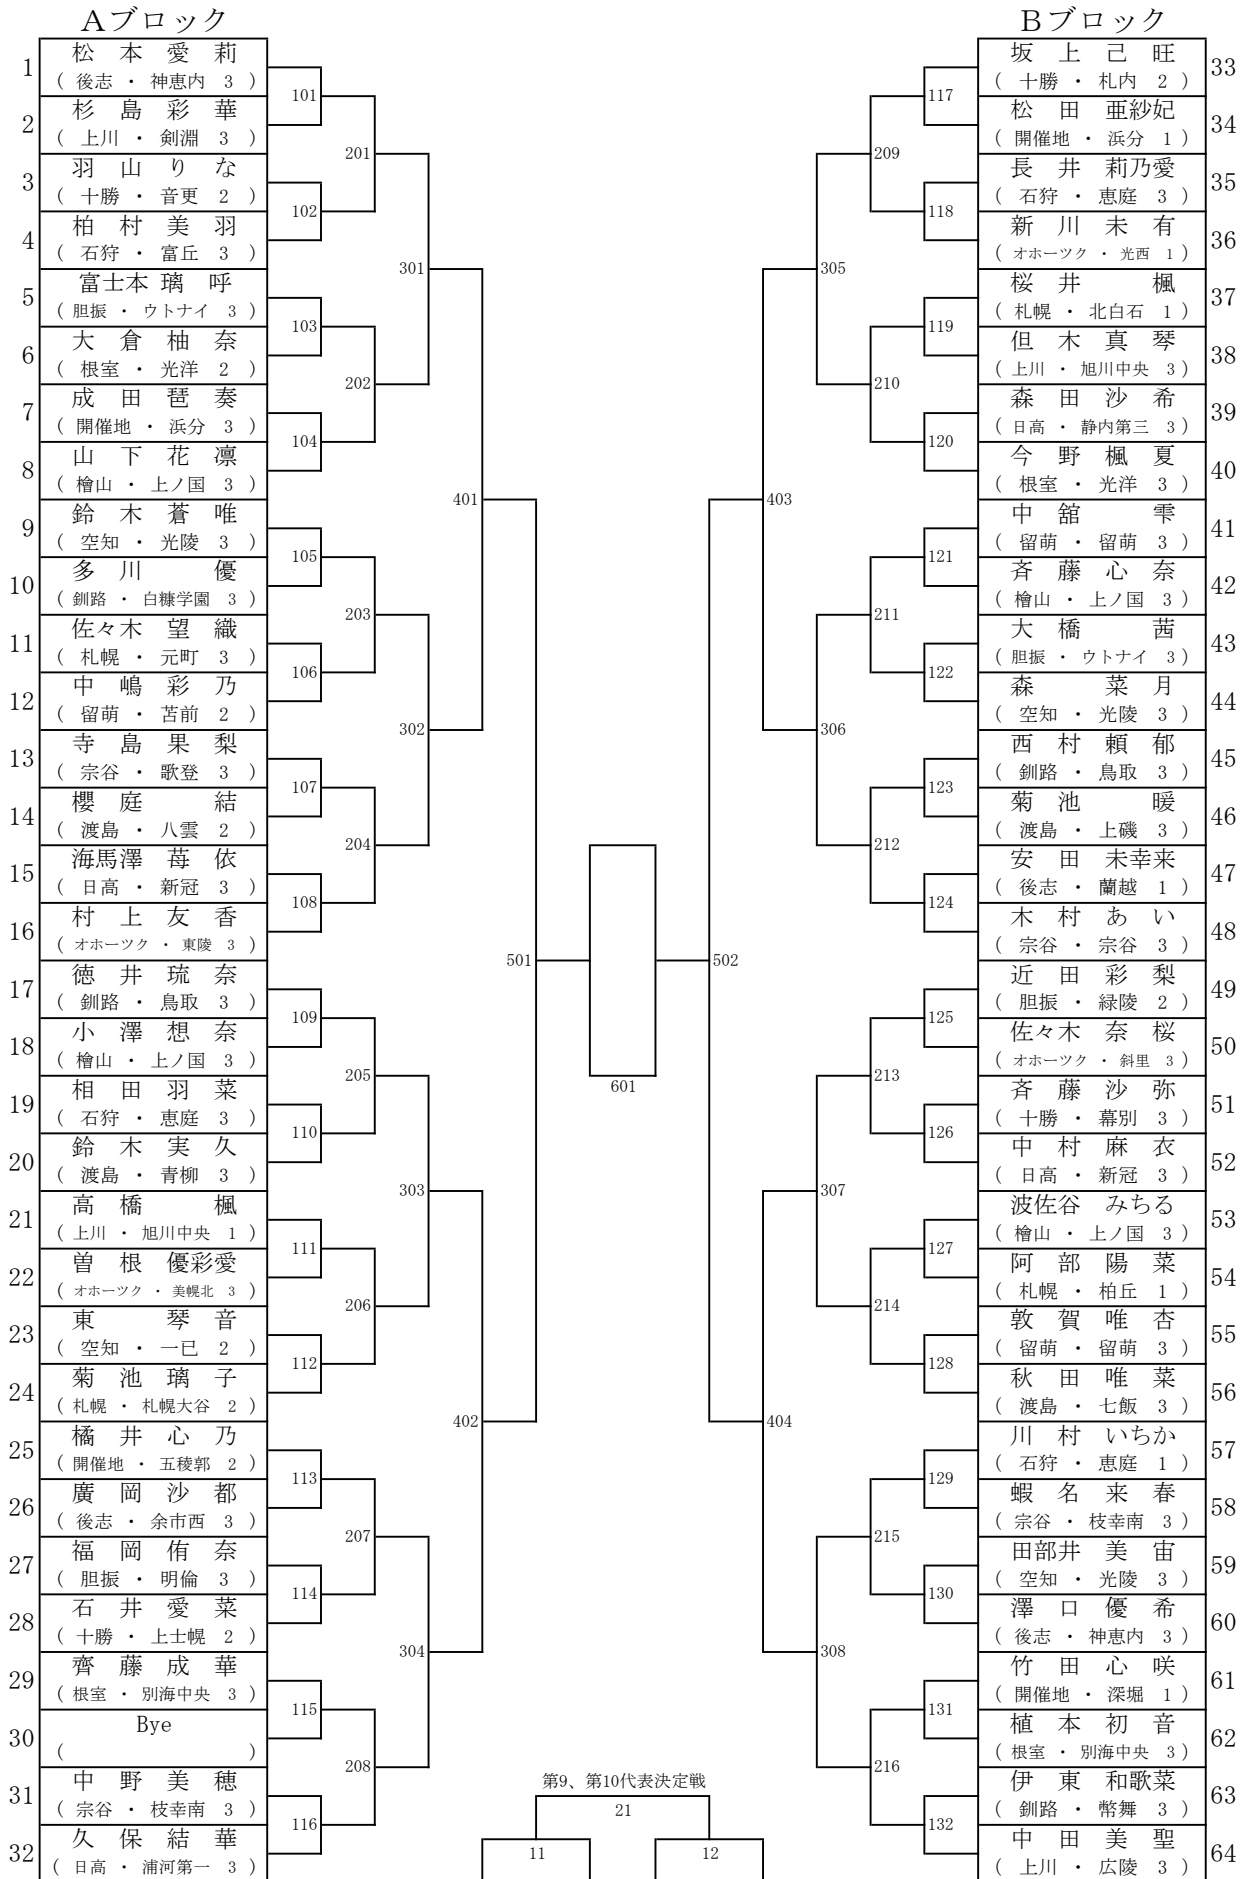 Aブロック
1 松本愛莉
( 後志 ・ 神恵内 3 )
2 杉島彩華
( 上川 ・ 剣淵 3 )
3 羽山りな
( 十勝 ・ 音更 2 )
4 柏村美羽
( 石狩 ・ 富丘 3 )
5 富士本璃呼
( 胆振 ・ ウトナイ 3 )
6 大倉柚奈
( 根室 ・ 光洋 2 )
7 成田琶奏
( 開催地 ・ 浜分 3 )
8 山下花凛
( 檜山 ・ 上ノ国 3 )
9 鈴木蒼唯
( 空知 ・ 光陵 3 )
10 多川 優
( 釧路 ・ 白糠学園 3 )
11 佐々木望織
( 札幌 ・ 元町 3 )
12 中嶋彩乃
( 留萌 ・ 苫前 2 )
13 寺島果梨
( 宗谷 ・ 歌登 3 )
14 櫻庭 結
( 渡島 ・ 八雲 2 )
15 海馬澤苺依
( 日高 ・ 新冠 3 )
16 村上友香
( オホーツク ・ 東陵 3 )
17 徳井琉奈
( 釧路 ・ 鳥取 3 )
18 小澤想奈
( 檜山 ・ 上ノ国 3 )
19 相田羽菜
( 石狩 ・ 恵庭 3 )
20 鈴木実久
( 渡島 ・ 青柳 3 )
21 高橋 楓
( 上川 ・ 旭川中央 1 )
22 曽根優彩愛
( オホーツク ・ 美幌北 3 )
23 東 琴音
( 空知 ・ 一已 2 )
24 菊池璃子
( 札幌 ・ 札幌大谷 2 )
25 橘井心乃
( 開催地 ・ 五稜郭 2 )
26 廣岡沙都
( 後志 ・ 余市西 3 )
27 福岡侑奈
( 胆振 ・ 明倫 3 )
28 石井愛菜
( 十勝 ・ 上士幌 2 )
29 齊藤成華
( 根室 ・ 別海中央 3 )
30 Bye
( )
31 中野美穂
( 宗谷 ・ 枝幸南 3 )
32 久保結華
( 日高 ・ 浦河第一 3 )
101
102
103
104
105
106
107
108
109
110
111
112
113
114
115
116
201
202
203
204
205
206
207
208
301
302
303
304
401
402
501
601
502
403
404
305
306
307
308
209
210
211
212
213
214
215
216
117
118
119
120
121
122
123
124
125
126
127
128
129
130
131
132
第9、第10代表決定戦
21
11
12
Bブロック
坂上己旺 33
( 十勝 ・ 札内 2 )
松田亜紗妃 34
( 開催地 ・ 浜分 1 )
長井莉乃愛 35
( 石狩 ・ 恵庭 3 )
新川未有 36
( オホーツク ・ 光西 1 )
桜井 楓 37
( 札幌 ・ 北白石 1 )
但木真琴 38
( 上川 ・ 旭川中央 3 )
森田沙希 39
( 日高 ・ 静内第三 3 )
今野楓夏 40
( 根室 ・ 光洋 3 )
中舘 雫 41
( 留萌 ・ 留萌 3 )
斉藤心奈 42
( 檜山 ・ 上ノ国 3 )
大橋 茜 43
( 胆振 ・ ウトナイ 3 )
森 菜月 44
( 空知 ・ 光陵 3 )
西村頼郁 45
( 釧路 ・ 鳥取 3 )
菊池 暖 46
( 渡島 ・ 上磯 3 )
安田未幸来 47
( 後志 ・ 蘭越 1 )
木村あい 48
( 宗谷 ・ 宗谷 3 )
近田彩梨 49
( 胆振 ・ 緑陵 2 )
佐々木奈桜 50
( オホーツク ・ 斜里 3 )
斉藤沙弥 51
( 十勝 ・ 幕別 3 )
中村麻衣 52
( 日高 ・ 新冠 3 )
波佐谷みちる 53
( 檜山 ・ 上ノ国 3 )
阿部陽菜 54
( 札幌 ・ 柏丘 1 )
敦賀唯杏 55
( 留萌 ・ 留萌 3 )
秋田唯菜 56
( 渡島 ・ 七飯 3 )
川村いちか 57
( 石狩 ・ 恵庭 1 )
蝦名来春 58
( 宗谷 ・ 枝幸南 3 )
田部井美宙 59
( 空知 ・ 光陵 3 )
澤口優希 60
( 後志 ・ 神恵内 3 )
竹田心咲 61
( 開催地 ・ 深堀 1 )
植本初音 62
( 根室 ・ 別海中央 3 )
伊東和歌菜 63
( 釧路 ・ 幣舞 3 )
中田美聖 64
( 上川 ・ 広陵 3 )